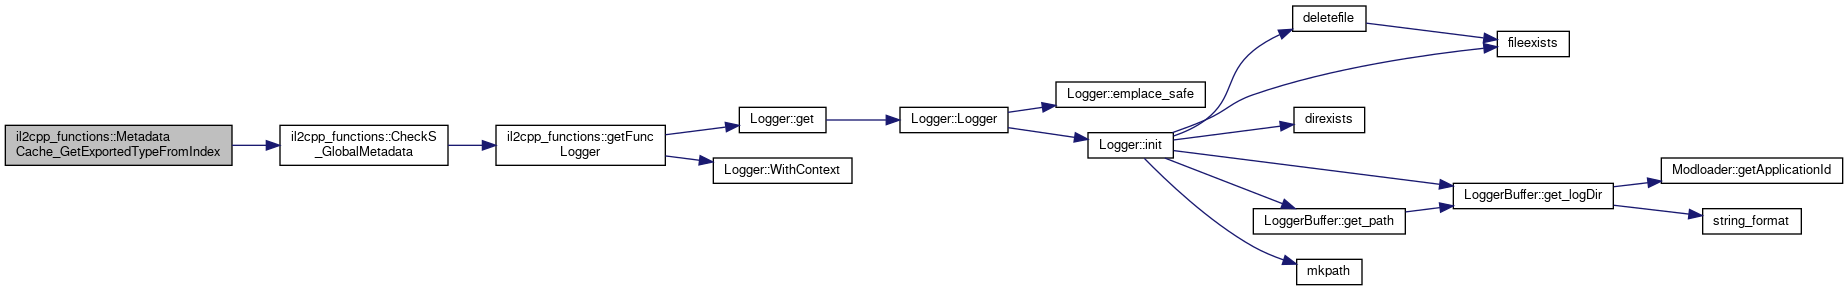 il2cpp_functions::Metadata
Cache_GetExportedTypeFromIndex
il2cpp_functions::CheckS
_GlobalMetadata
il2cpp_functions::getFunc
Logger
Logger::get
Logger::WithContext
Logger::Logger
Logger::emplace_safe
Logger::init
deletefile
fileexists
direxists
LoggerBuffer::get_logDir
LoggerBuffer::get_path
mkpath
Modloader::getApplicationId
string_format